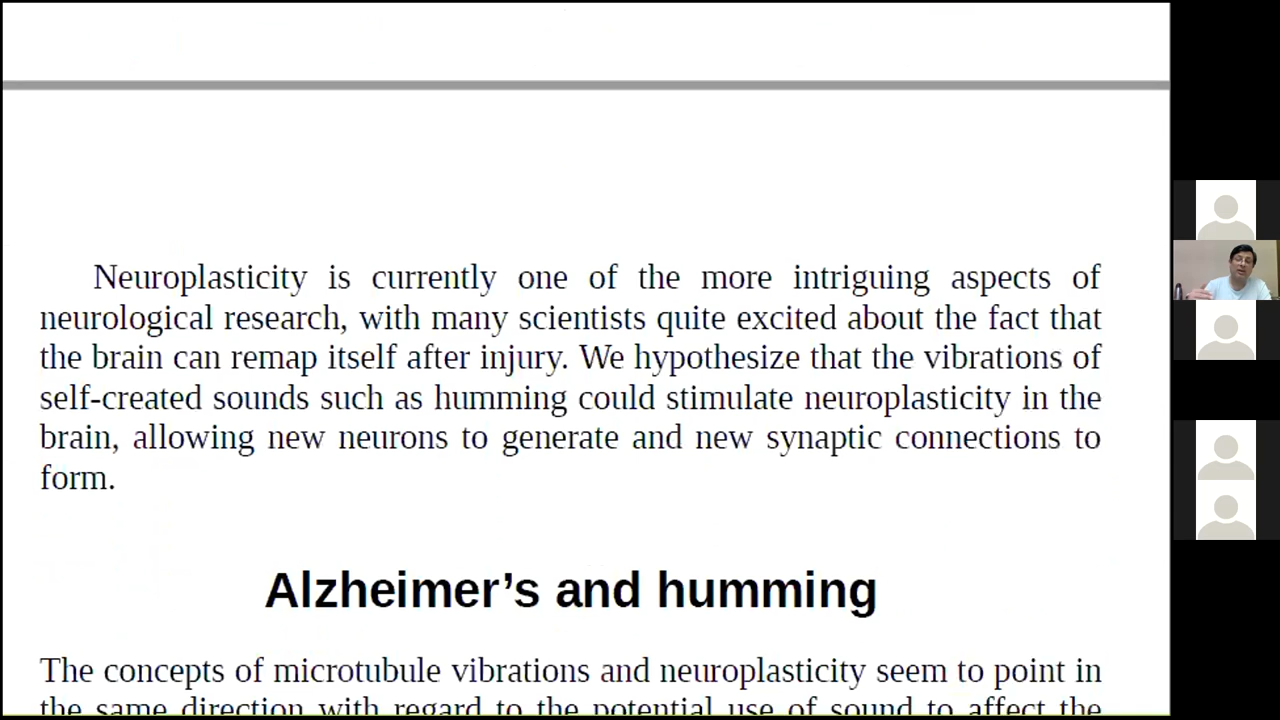 Neuroplasticity is currently one of the more intriguing aspects of
neurological research, with many scientists quite excited about the fact that
the brain can remap itself after injury. We hypothesize that the vibrations of
self-created sounds such as humming could stimulate neuroplasticity in the
brain, allowing new neurons to generate and new synaptic connections to
form.
Alzheimer’s and humming
The concepts of microtubule vibrations and neuroplasticity seem to point in
the same direction with regard to the potential use of sound to affect the